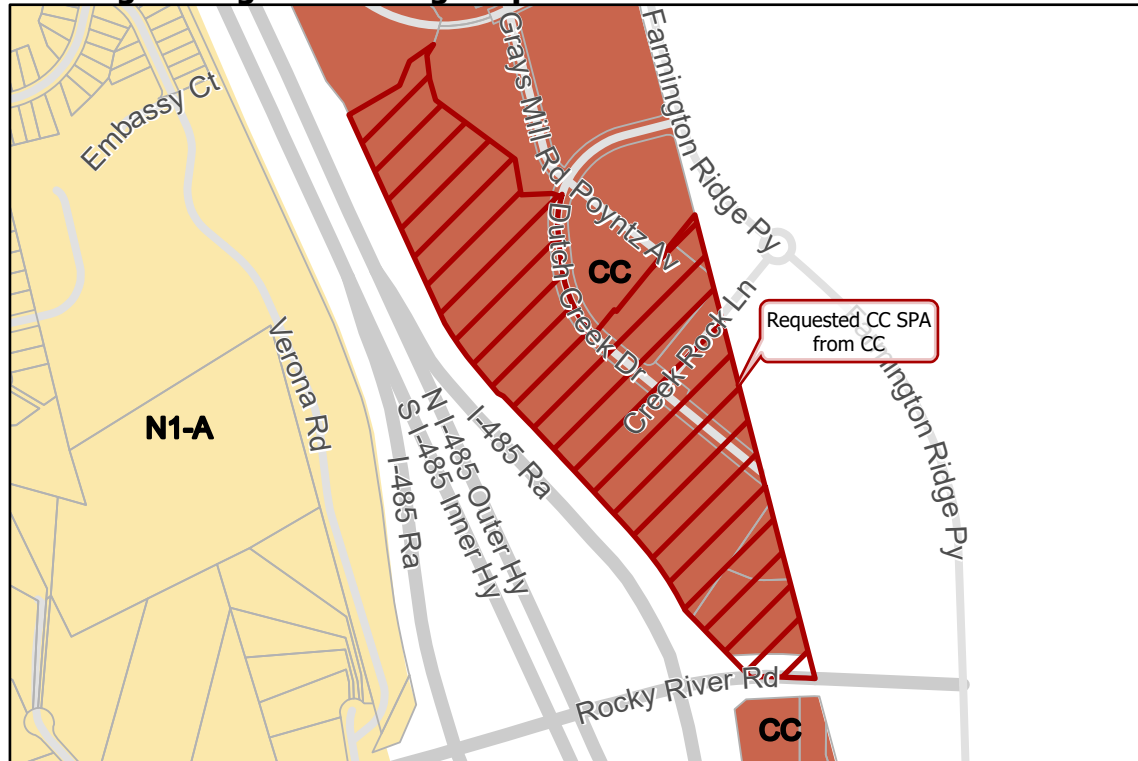 Embassy Ct
Grays Mill Rd
Farmington Ridge Py
Poyntz Av
Dutch Creek Dr
CC
Creek Rock Ln
Requested CC SPA
from CC
Farmington Ridge Py
Verona Rd
N1-A
I-485 Ra
S I-485 Inner Hy
N I-485 Outer Hy
I-485 Ra
Rocky River Rd
CC